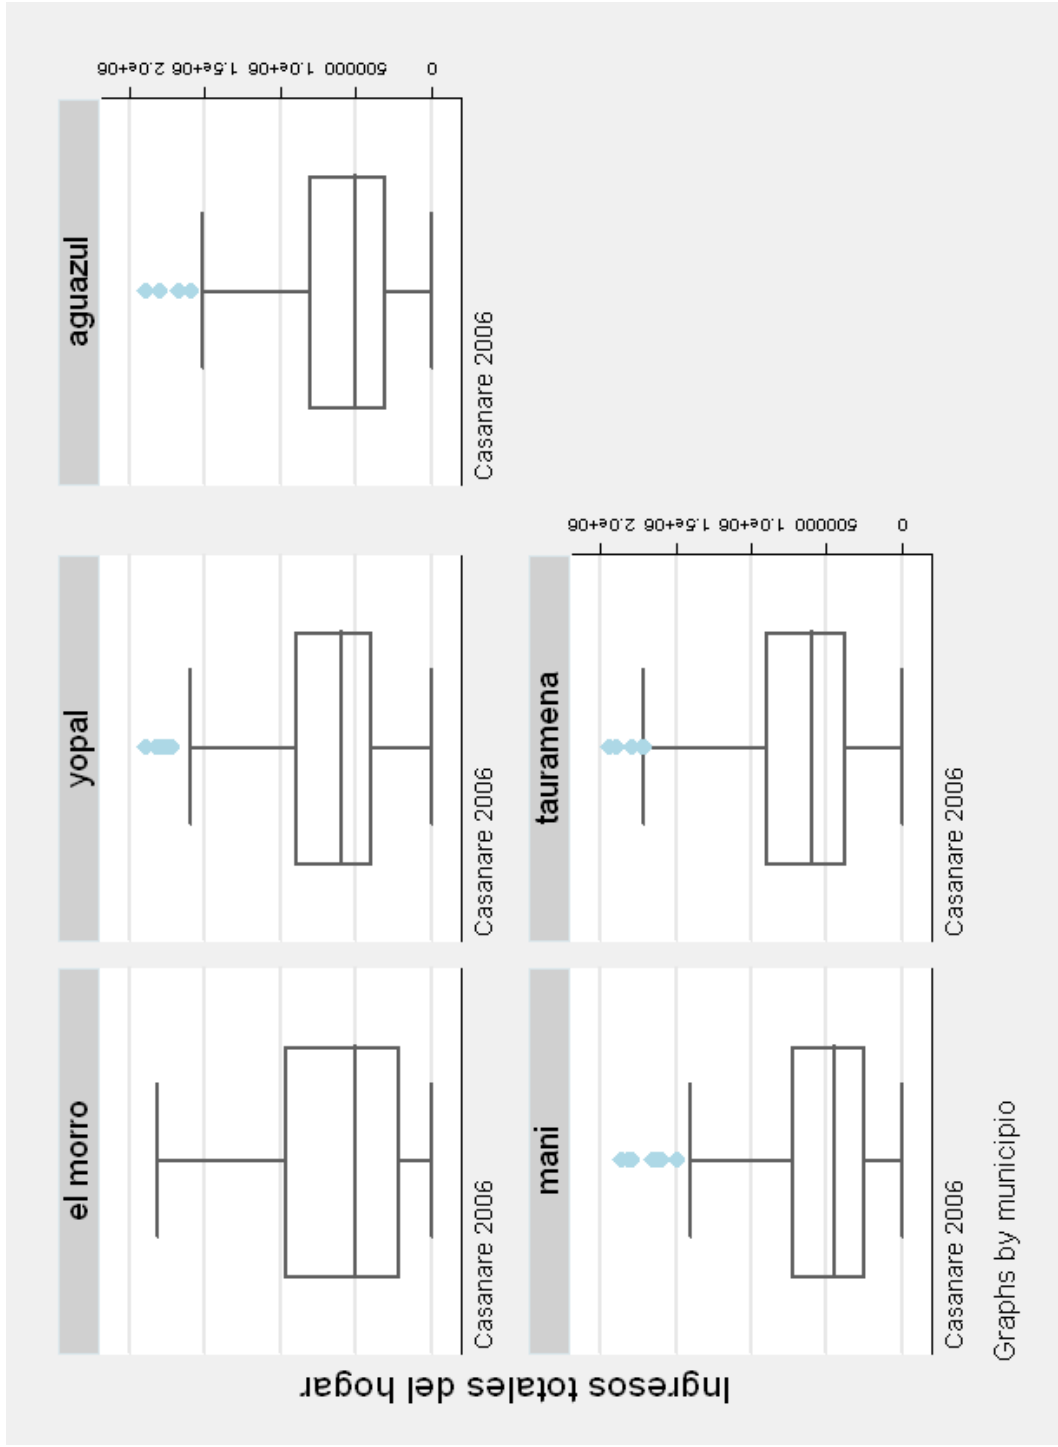 Ingresos totales del hogar
el morro
yopal
aguazul
2.0e+06
1.5e+06
1.0e+06
500000
0
Casanare 2006
Casanare 2006
Casanare 2006
mani
tauramena
2.0e+06
1.5e+06
1.0e+06
500000
0
Casanare 2006
Casanare 2006
Graphs by municipio